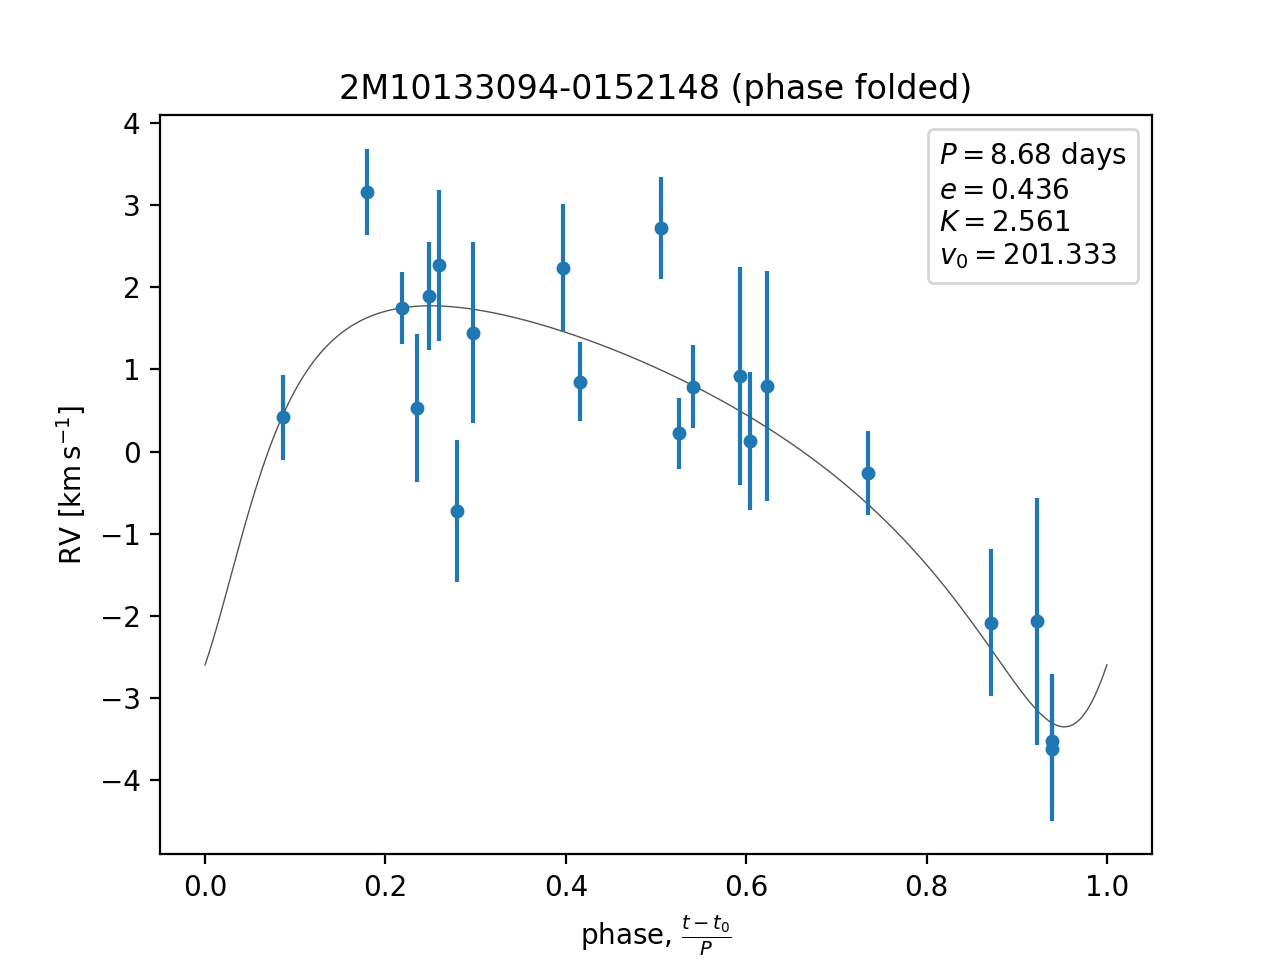 2M10133094-0152148 (phase folded)
P = 8.68 days
e = 0.436
K = 2.561
v₀ = 201.333
4
3
2
1
0
−1
−2
−3
−4
RV [km s⁻¹]
0.0 0.2 0.4 0.6 0.8 1.0
phase, (t − t₀)/P